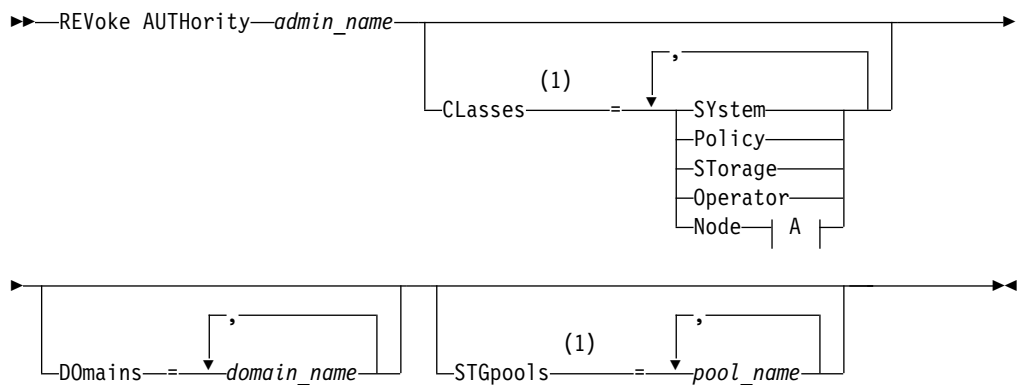 REVoke AUTHority admin_name
,
(1)
CLasses = SYstem
Policy
STorage
Operator
Node A
, ,
(1)
DOmains = domain_name STGpools = pool_name